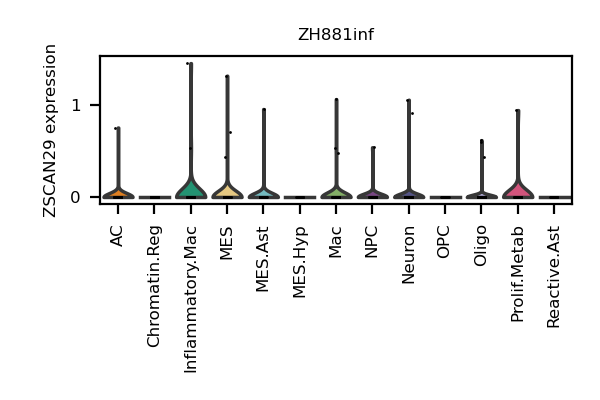 ZH881inf
ZSCAN29 expression
1
0
AC
Chromatin.Reg
Inflammatory.Mac
MES
MES.Ast
MES.Hyp
Mac
NPC
Neuron
OPC
Oligo
Prolif.Metab
Reactive.Ast